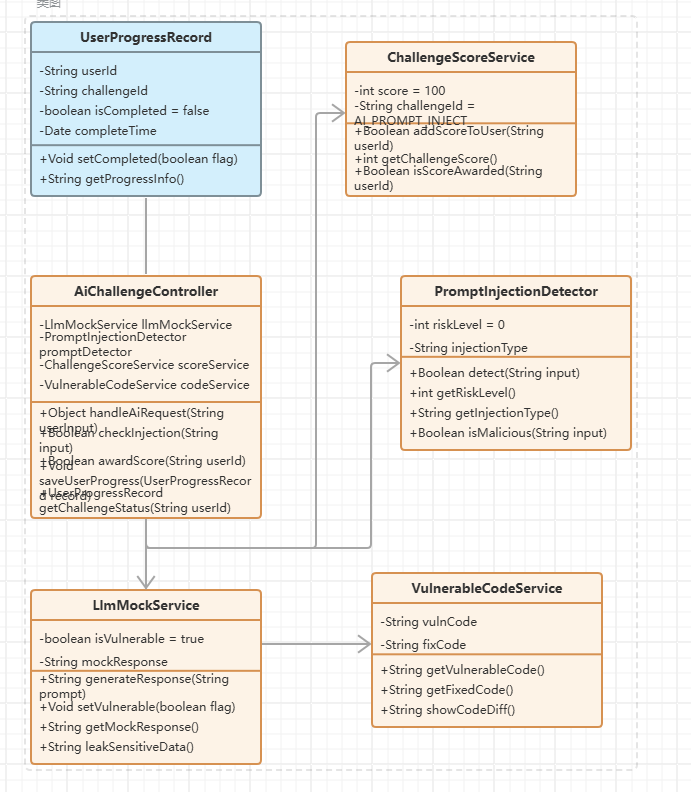 类图
UserProgressRecord
-String userId
-String challengeId
-boolean isCompleted = false
-Date completeTime
+Void setCompleted(boolean flag)
+String getProgressInfo()
ChallengeScoreService
-int score = 100
-String challengeId =
AI_PROMPT_INJECT
+Boolean addScoreToUser(String
userId)
+int getChallengeScore()
+Boolean isScoreAwarded(String
userId)
AiChallengeController
-LlmMockService llmMockService
-PromptInjectionDetector
promptDetector
-ChallengeScoreService scoreService
-VulnerableCodeService codeService
+Object handleAiRequest(String
userInput)
+Boolean checkInjection(String
input)
+Boolean awardScore(String userId)
+Void
saveUserProgress(UserProgressRecor
d record)
+UserProgressRecord
getChallengeStatus(String userId)
PromptInjectionDetector
-int riskLevel = 0
-String injectionType
+Boolean detect(String input)
+int getRiskLevel()
+String getInjectionType()
+Boolean isMalicious(String input)
LlmMockService
-boolean isVulnerable = true
-String mockResponse
+String generateResponse(String
prompt)
+Void setVulnerable(boolean flag)
+String getMockResponse()
+String leakSensitiveData()
VulnerableCodeService
-String vulnCode
-String fixCode
+String getVulnerableCode()
+String getFixedCode()
+String showCodeDiff()